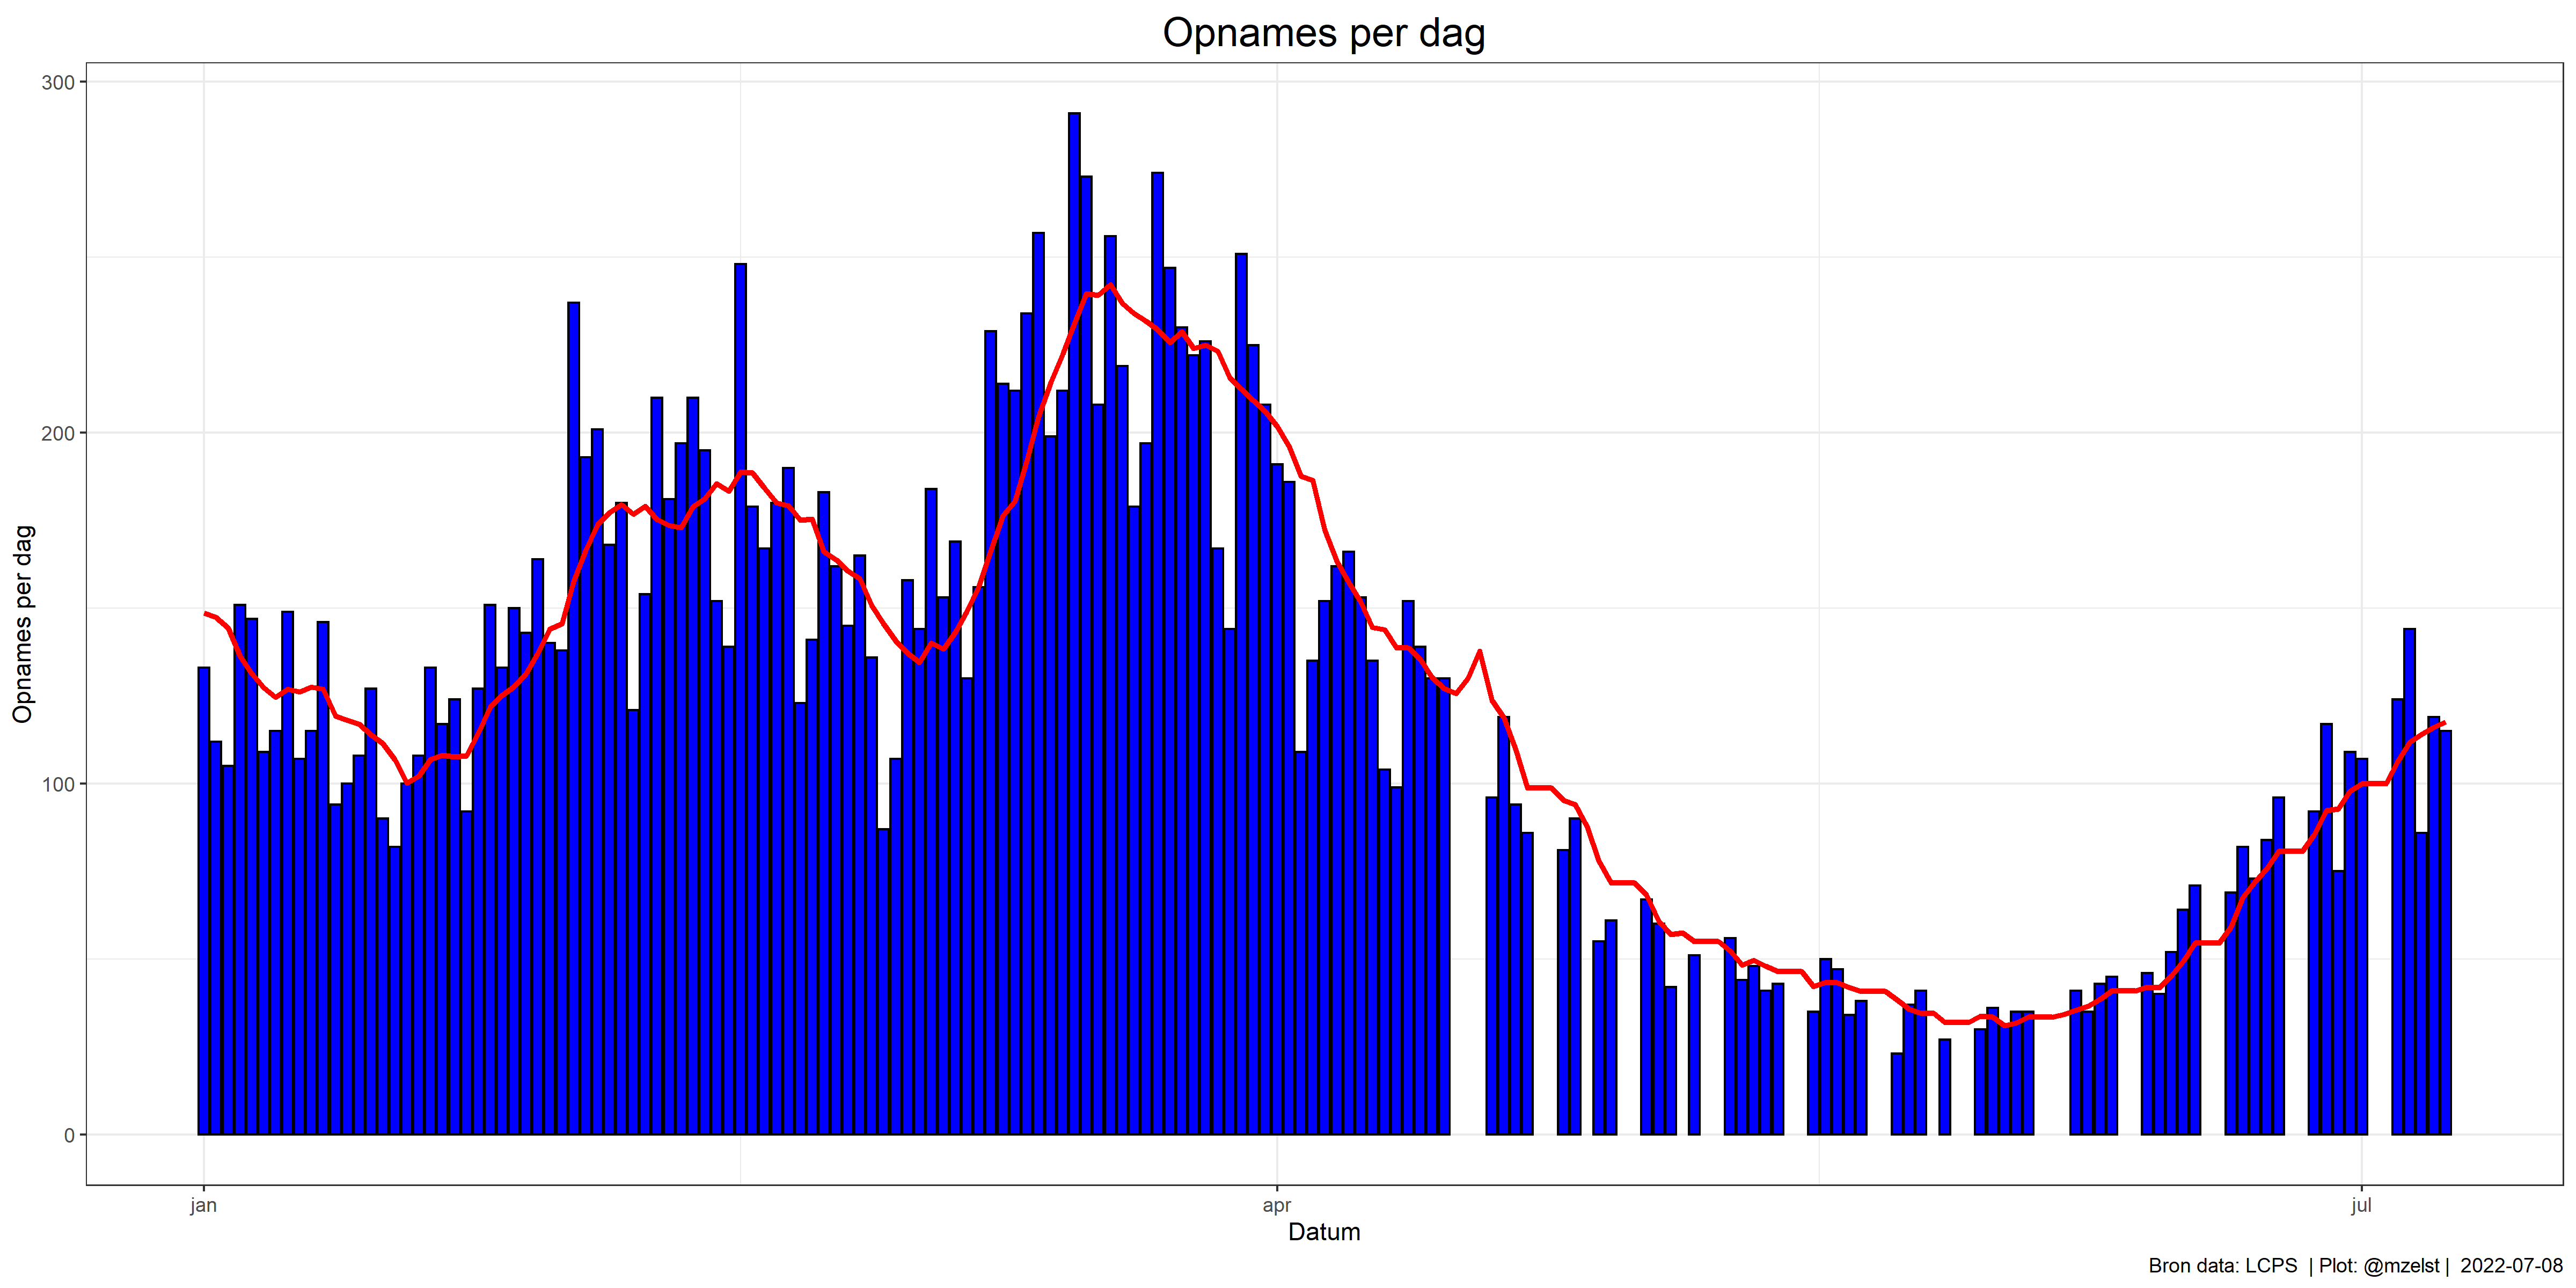 Opnames per dag
300
200
100
0
Opnames per dag
jan
apr
jul
Datum
Bron data: LCPS | Plot: @mzelst | 2022-07-08